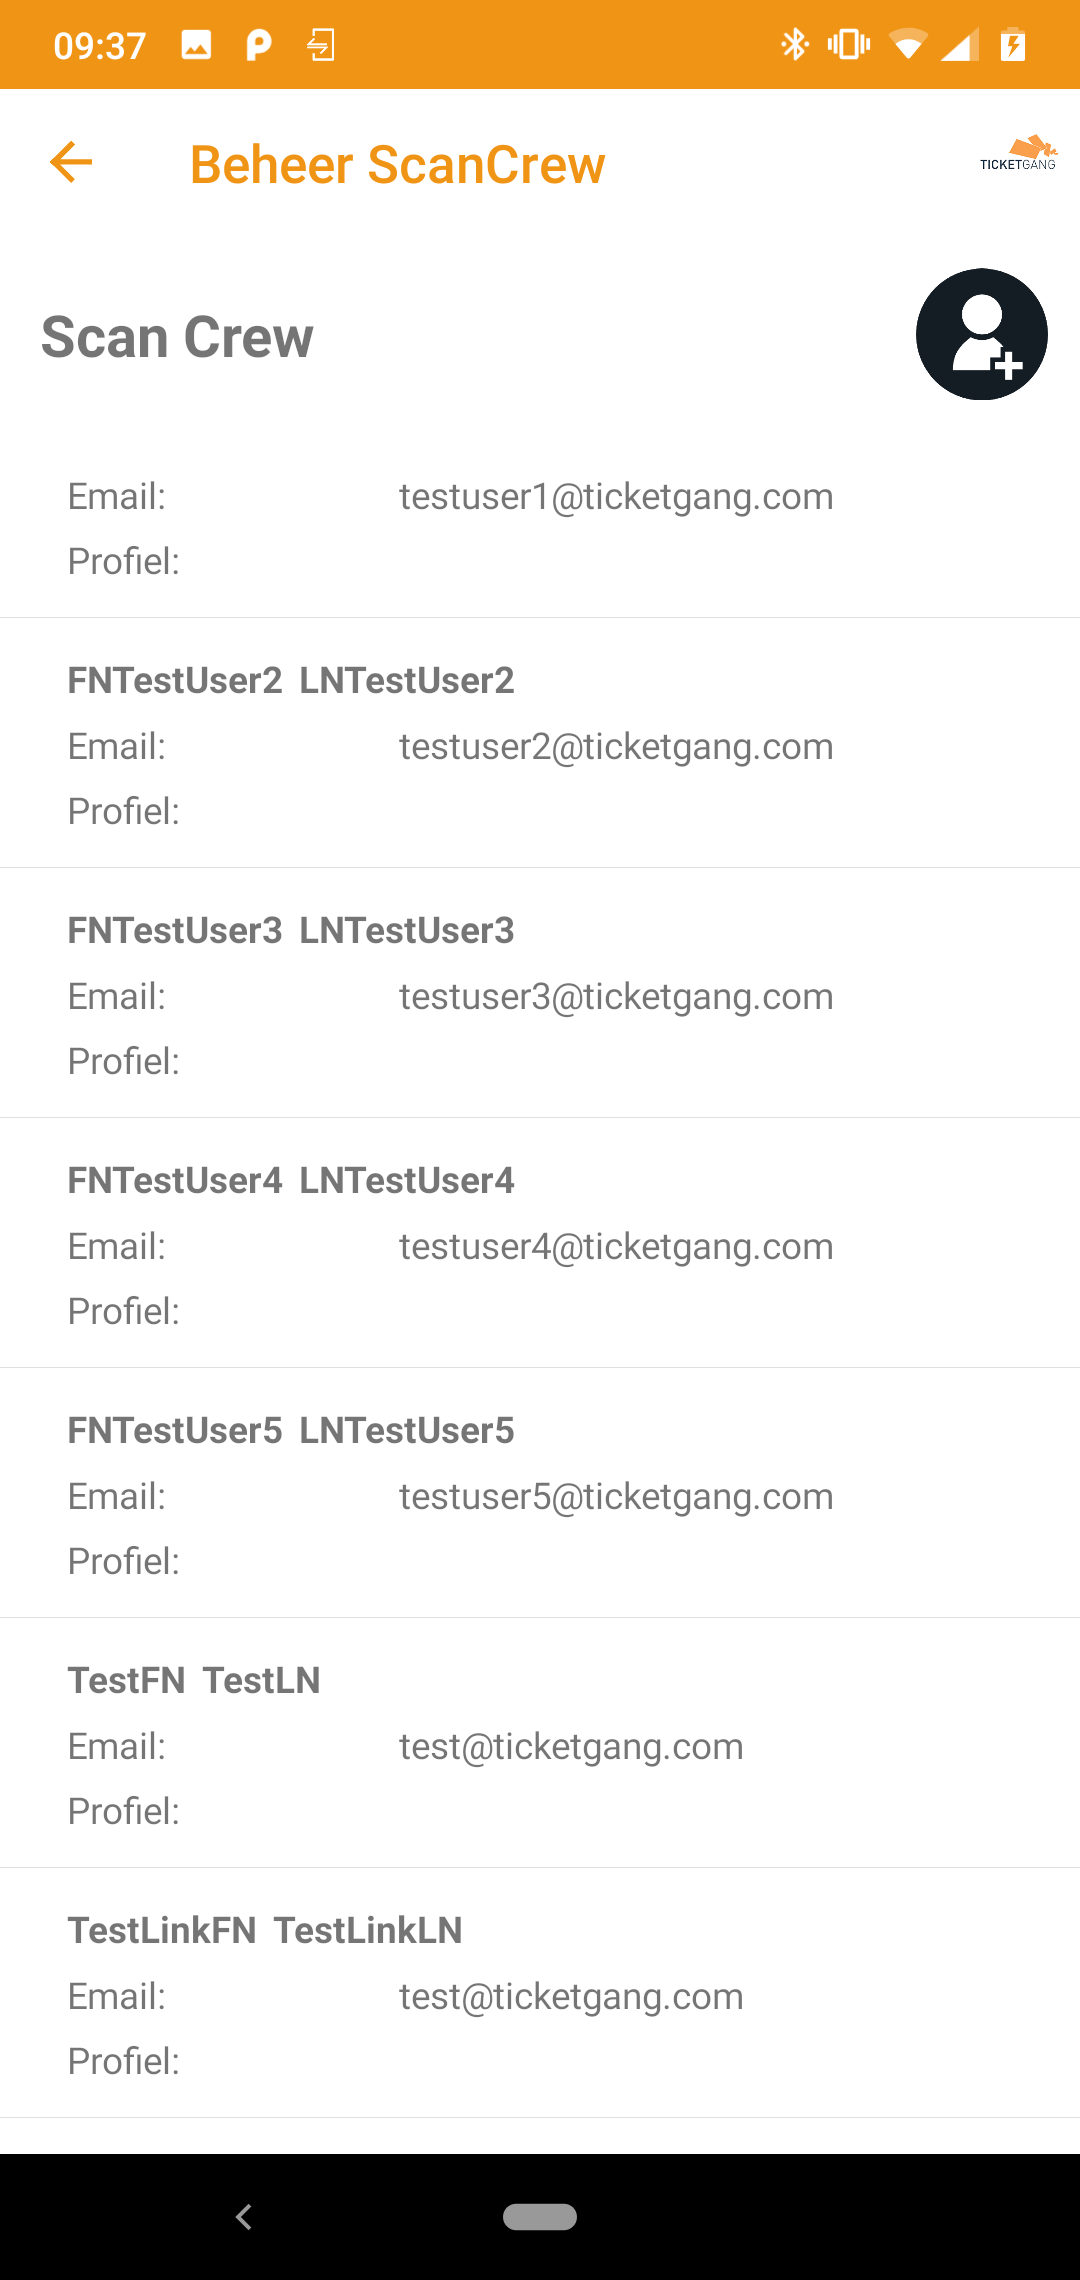 09:37
Beheer ScanCrew
TICKETGANG
Scan Crew
Email: testuser1@ticketgang.com
Profiel:
FNTestUser2 LNTestUser2
Email: testuser2@ticketgang.com
Profiel:
FNTestUser3 LNTestUser3
Email: testuser3@ticketgang.com
Profiel:
FNTestUser4 LNTestUser4
Email: testuser4@ticketgang.com
Profiel:
FNTestUser5 LNTestUser5
Email: testuser5@ticketgang.com
Profiel:
TestFN TestLN
Email: test@ticketgang.com
Profiel:
TestLinkFN TestLinkLN
Email: test@ticketgang.com
Profiel: